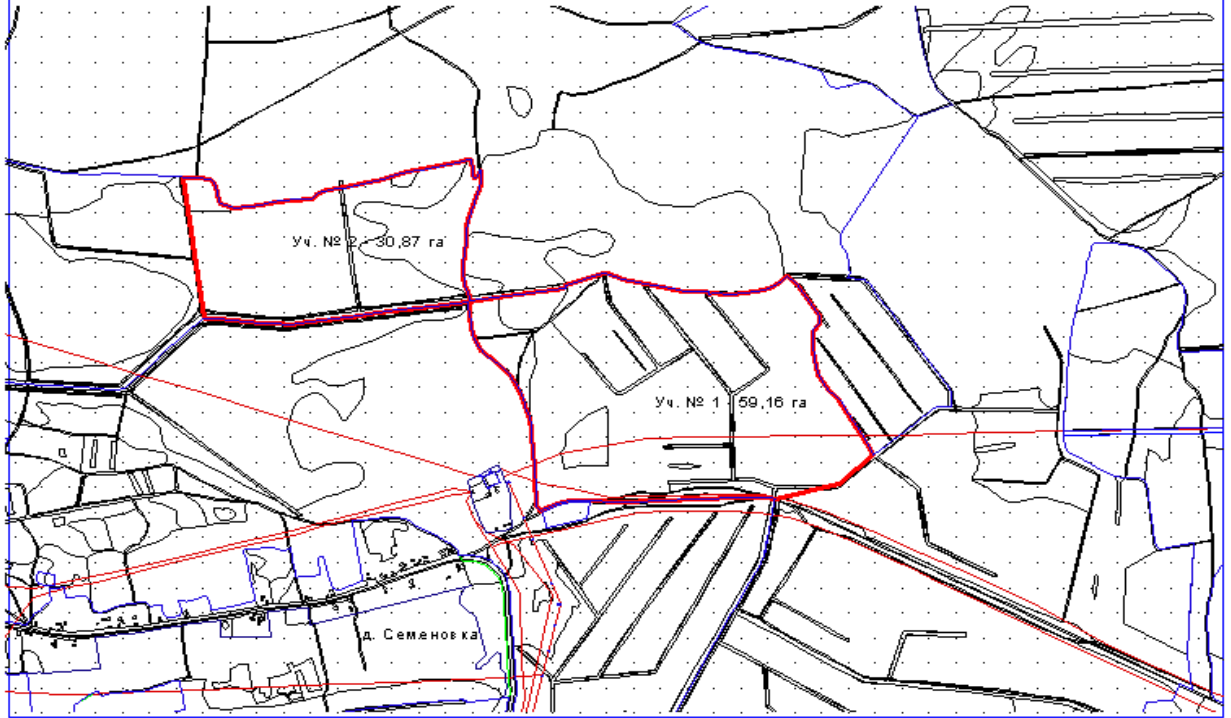 Уч. № 2 - 30,87 га
Уч. № 1 - 59,16 га
д. Семеновка